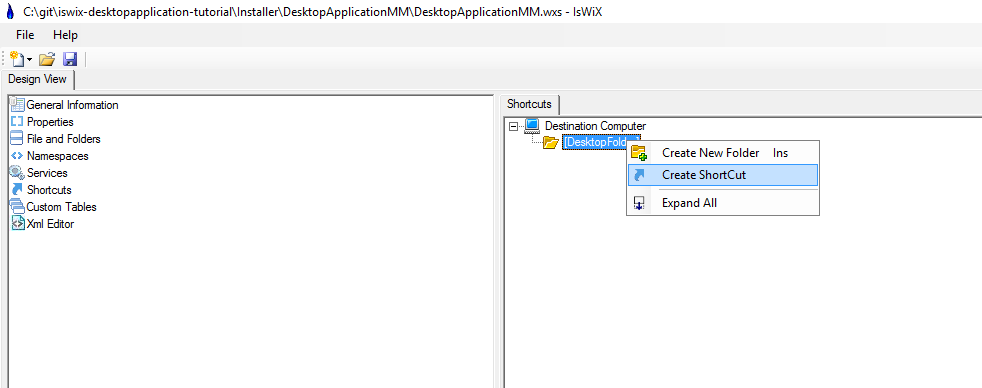 C:\git\iswix-desktopapplication-tutorial\Installer\DesktopApplicationMM\DesktopApplicationMM.wxs - IsWiX
File Help
Design View
General Information
Properties
File and Folders
Namespaces
Services
Shortcuts
Custom Tables
Xml Editor
Shortcuts
Destination Computer
Create New Folder Ins
Create ShortCut
Expand All